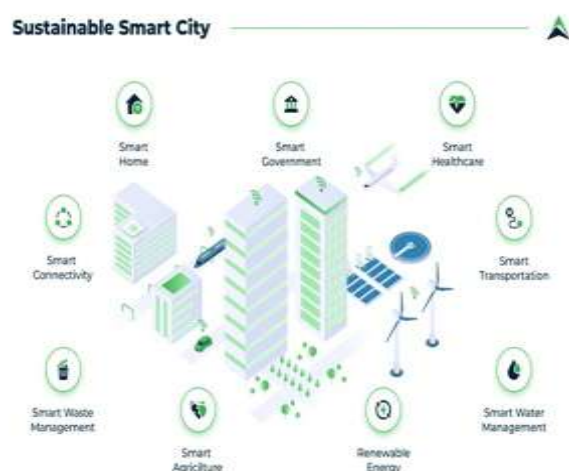 Sustainable Smart City
Smart
Home
Smart
Government
Smart
Healthcare
Smart
Connectivity
Smart
Transportation
Smart Waste
Management
Smart
Agriclture
Renewable
Energy
Smart Water
Management